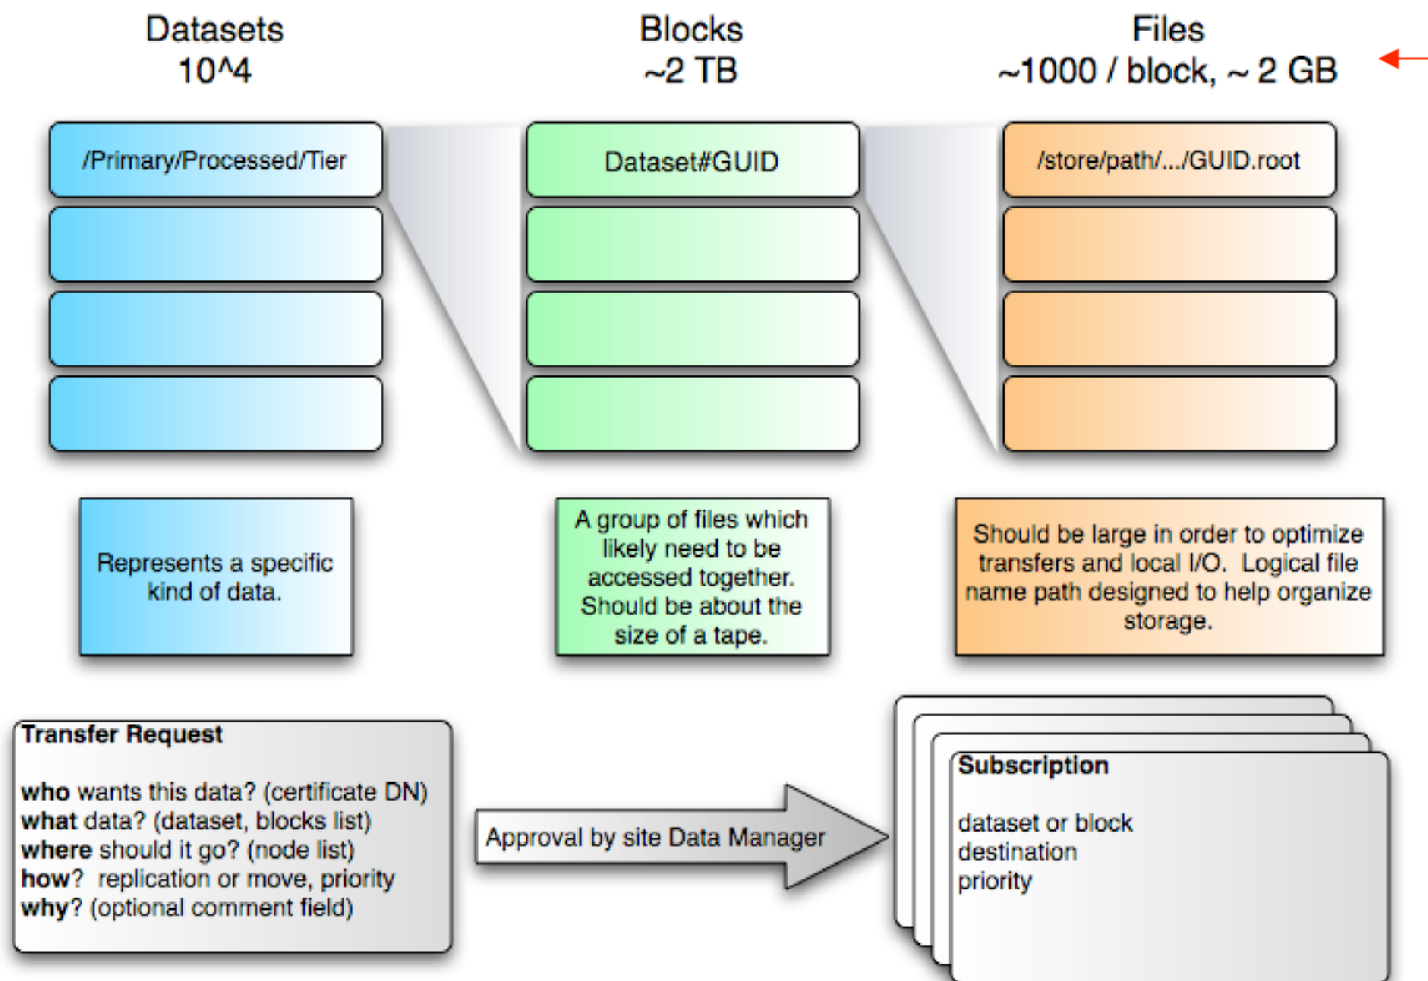 Datasets
10^4
Blocks
~2 TB
Files
~1000 / block, ~ 2 GB
/Primary/Processed/Tier
Dataset#GUID
/store/path/.../GUID.root
Represents a specific
kind of data.
A group of files which
likely need to be
accessed together.
Should be about the
size of a tape.
Should be large in order to optimize
transfers and local I/O.  Logical file
name path designed to help organize
storage.
Transfer Request
who wants this data? (certificate DN)
what data? (dataset, blocks list)
where should it go? (node list)
how?  replication or move, priority
why? (optional comment field)
Approval by site Data Manager
Subscription
dataset or block
destination
priority